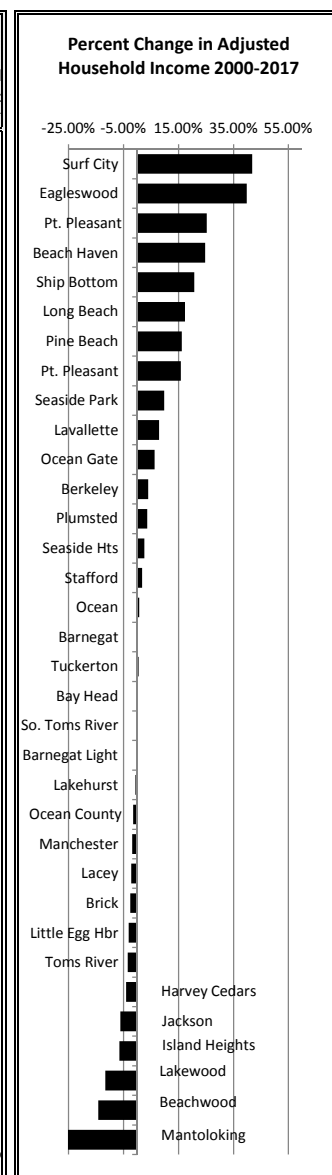 Percent Change in Adjusted
Household Income 2000-2017
-25.00% -5.00% 15.00% 35.00% 55.00%
Surf City
Eagleswood
Pt. Pleasant
Beach Haven
Ship Bottom
Long Beach
Pine Beach
Pt. Pleasant
Seaside Park
Lavallette
Ocean Gate
Berkeley
Plumsted
Seaside Hts
Stafford
Ocean
Barnegat
Tuckerton
Bay Head
So. Toms River
Barnegat Light
Lakehurst
Ocean County
Manchester
Lacey
Brick
Little Egg Hbr
Toms River
Harvey Cedars
Jackson
Island Heights
Lakewood
Beachwood
Mantoloking